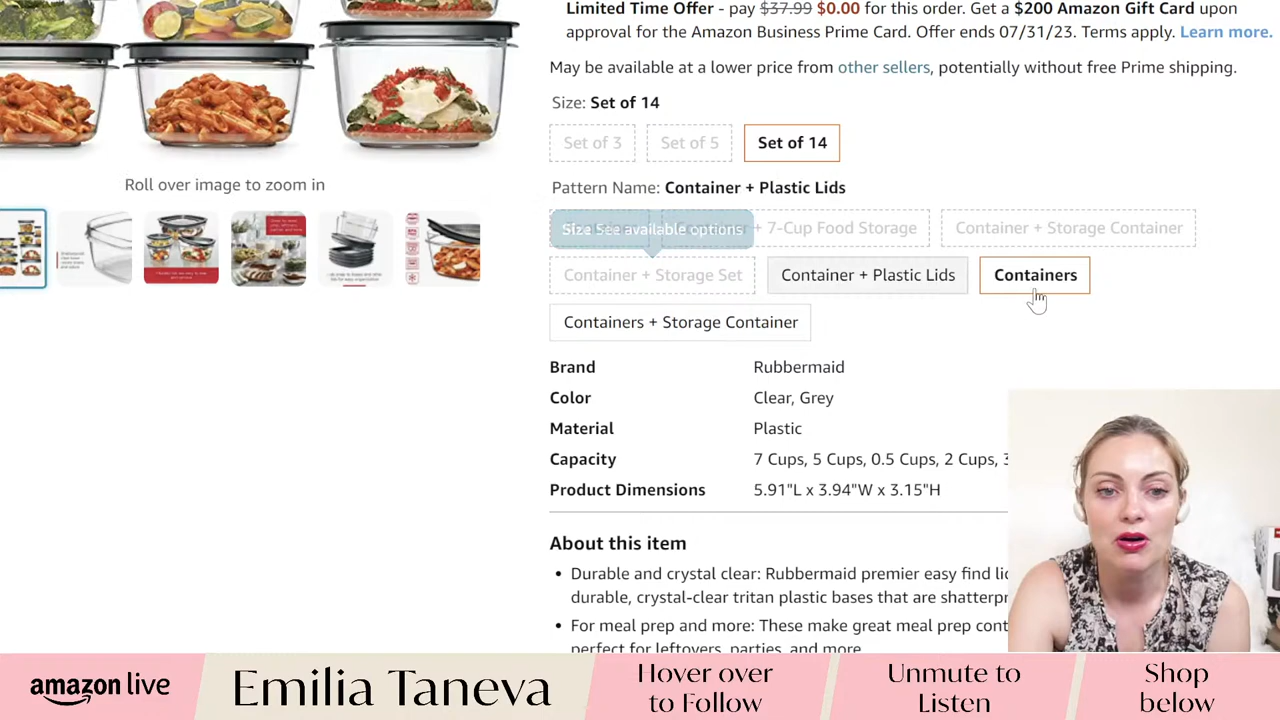 Limited Time Offer - pay $37.99 $0.00 for this order. Get a $200 Amazon Gift Card upon
approval for the Amazon Business Prime Card. Offer ends 07/31/23. Terms apply. Learn more.
May be available at a lower price from other sellers, potentially without free Prime shipping.
Size: Set of 14
Set of 3
Set of 5
Set of 14
Roll over image to zoom in
Pattern Name: Container + Plastic Lids
Size See available options
+ 7-Cup Food Storage
Container + Storage Container
Container + Storage Set
Container + Plastic Lids
Containers
Containers + Storage Container
Brand Rubbermaid
Color Clear, Grey
Material Plastic
Capacity 7 Cups, 5 Cups, 0.5 Cups, 2 Cups,
Product Dimensions 5.91"L x 3.94"W x 3.15"H
About this item
• Durable and crystal clear: Rubbermaid premier easy find
durable, crystal-clear tritan plastic bases that are
• For meal prep and more: These make great meal prep
perfect for leftovers, parties, and more
amazon live
Emilia Taneva
Hover over
to Follow
Unmute to
Listen
Shop
below